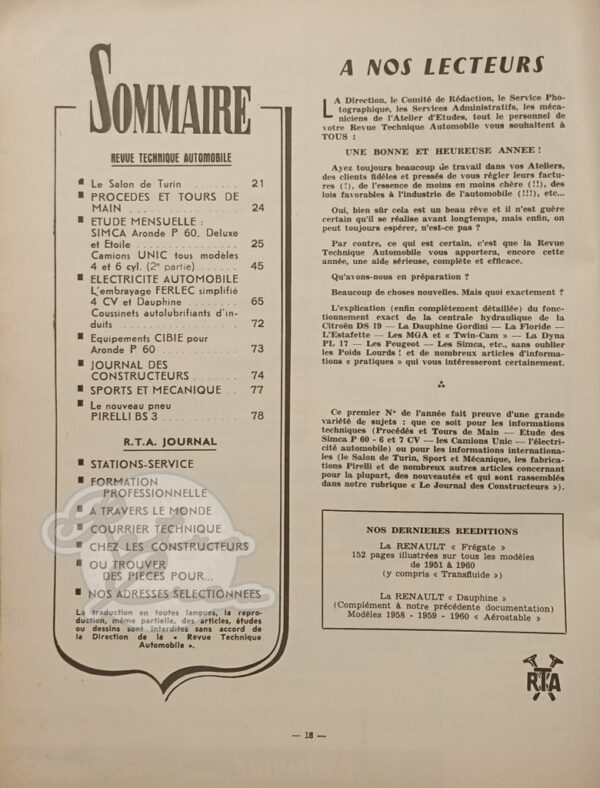 SOMMAIRE
REVUE TECHNIQUE AUTOMOBILE
Le Salon de Turin ........ 21
PROCEDES ET TOURS DE
MAIN .............. 24
ETUDE MENSUELLE :
SIMCA Aronde P 60, Deluxe
et Etoile ............ 25
Camions UNIC tous modèles
4 et 6 cyl. (2e partie) ..... 45
ELECTRICITE AUTOMOBILE
L'embrayage FERLEC simplifié
4 CV et Dauphine ....... 65
Coussinets autolubrifiants d'in-
duits ............... 72
Equipements CIBIE pour
Aronde P 60 ......... 73
JOURNAL DES
CONSTRUCTEURS ..... 74
SPORTS ET MECANIQUE .. 77
Le nouveau pneu
PIRELLI BS 3 .......... 78
R.T.A. JOURNAL
STATIONS-SERVICE
FORMATION
PROFESSIONNELLE
A TRAVERS LE MONDE
COURRIER TECHNIQUE
CHEZ LES CONSTRUCTEURS
OU TROUVER
DES PIECES POUR...
NOS ADRESSES SELECTIONNEES
La traduction en toutes langues, la repro-
duction, même partielle, des articles, études
ou dessins sont interdites sans accord de
la Direction de la « Revue Technique
Automobile ».
A NOS LECTEURS
LA Direction, le Comité de Rédaction, le Service Pho-
tographique, les Services Administratifs, les méca-
niciens de l'Atelier d'Etudes, tout le personnel de
votre Revue Technique Automobile vous souhaitent à
TOUS :
UNE BONNE ET HEUREUSE ANNEE !
Ayez toujours beaucoup de travail dans vos Ateliers,
des clients fidèles et pressés de vous régler leurs factu-
res (!), de l'essence de moins en moins chère (!!), des
lois favorables à l'industrie de l'automobile (!!!), etc...
Oui, bien sûr cela est un beau rêve et il n'est guère
certain qu'il se réalise avant longtemps, mais enfin, on
peut toujours espérer, n'est-ce pas ?
Par contre, ce qui est certain, c'est que la Revue
Technique Automobile vous apportera, encore cette
année, une aide sérieuse, complète et efficace.
Qu'avons-nous en préparation ?
Beaucoup de choses nouvelles. Mais quoi exactement ?
L'explication (enfin complètement détaillée) du fonc-
tionnement exact de la centrale hydraulique de la
Citroën DS 19 — La Dauphine Gordini — La Floride —
L'Estafette — Les MGA et « Twin-Cam » — La Dyna
PL 17 — Les Peugeot — Les Simca, etc., sans oublier
les Poids Lourds ! et de nombreux articles d'informa-
tions « pratiques » qui vous intéresseront certainement.
Ce premier N° de l'année fait preuve d'une grande
variété de sujets : que ce soit pour les informations
techniques (Procédés et Tours de Main — Etude des
Simca P 60 - 6 et 7 CV — les Camions Unic — l'électri-
cité automobile) ou pour les informations internationa-
les (le Salon de Turin, Sport et Mécanique, les fabrica-
tions Pirelli et de nombreux autres articles concernant
pour la plupart, des nouveautés et qui sont rassemblés
dans notre rubrique « Le Journal des Constructeurs »).
NOS DERNIERES REEDITIONS
La RENAULT « Frégate »
152 pages illustrées sur tous les modèles
de 1951 à 1960
(y compris « Transfluide »)
La RENAULT « Dauphine »
(Complément à notre précédente documentation)
Modèles 1958 - 1959 - 1960 « Aérostable »
RTA
— 18 —